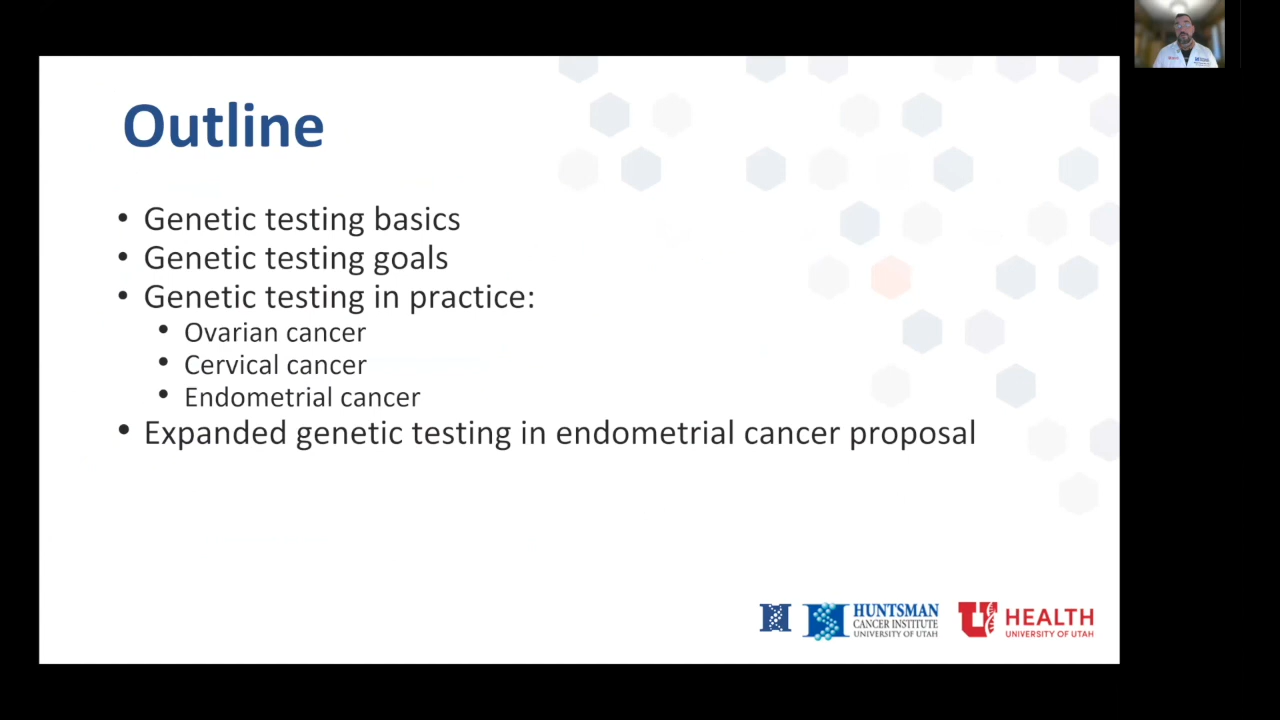 Outline
• Genetic testing basics
• Genetic testing goals
• Genetic testing in practice:
• Ovarian cancer
• Cervical cancer
• Endometrial cancer
• Expanded genetic testing in endometrial cancer proposal
HUNTSMAN
CANCER INSTITUTE
UNIVERSITY OF UTAH
U HEALTH
UNIVERSITY OF UTAH